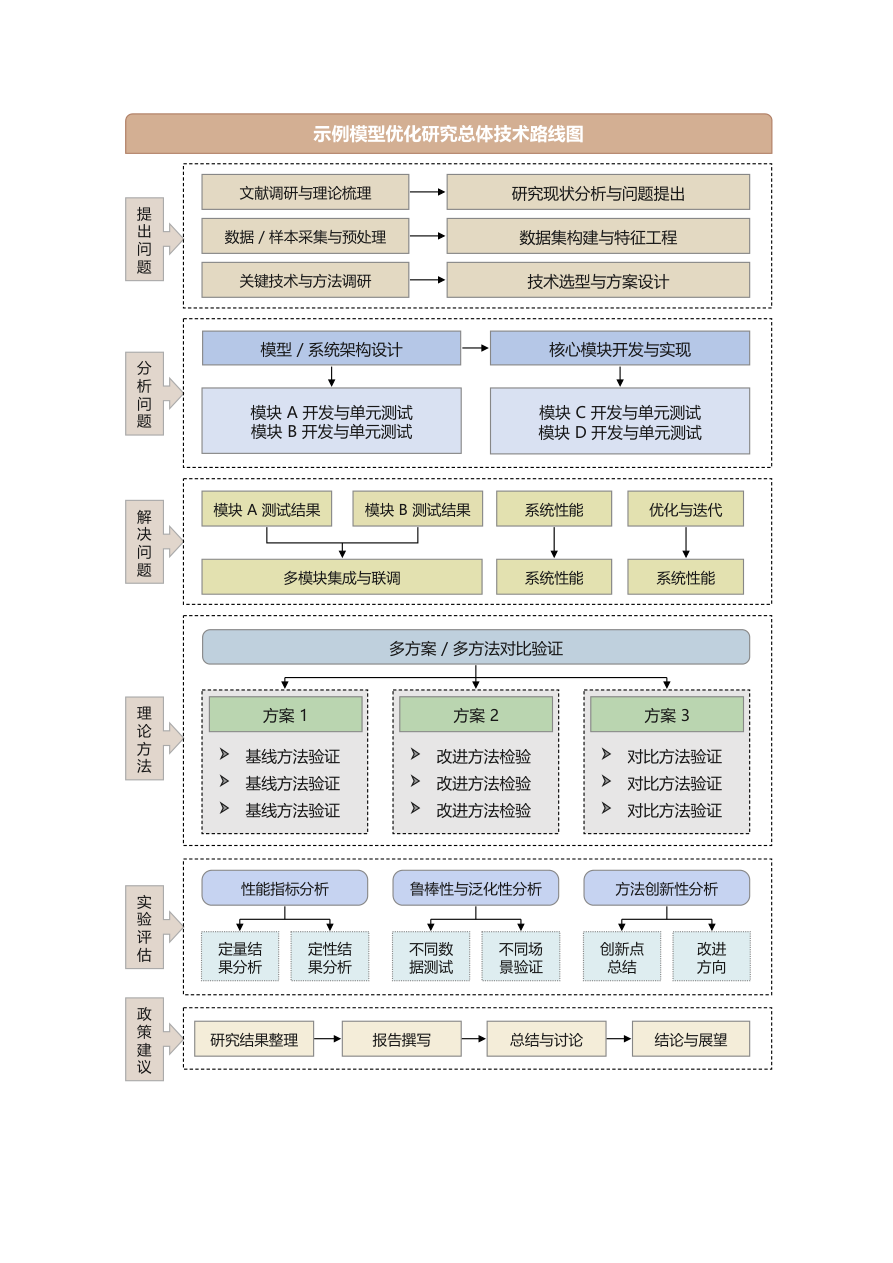 示例模型优化研究总体技术路线图
提出问题
文献调研与理论梳理
研究现状分析与问题提出
数据 / 样本采集与预处理
数据集构建与特征工程
关键技术与方法调研
技术选型与方案设计
分析问题
模型 / 系统架构设计
核心模块开发与实现
模块 A 开发与单元测试
模块 B 开发与单元测试
模块 C 开发与单元测试
模块 D 开发与单元测试
解决问题
模块 A 测试结果
模块 B 测试结果
系统性能
优化与迭代
多模块集成与联调
系统性能
系统性能
理论方法
多方案 / 多方法对比验证
方案 1
基线方法验证
基线方法验证
基线方法验证
方案 2
改进方法检验
改进方法检验
改进方法检验
方案 3
对比方法验证
对比方法验证
对比方法验证
实验评估
性能指标分析
鲁棒性与泛化性分析
方法创新性分析
定量结
果分析
定性结
果分析
不同数
据测试
不同场
景验证
创新点
总结
改进
方向
政策建议
研究结果整理
报告撰写
总结与讨论
结论与展望